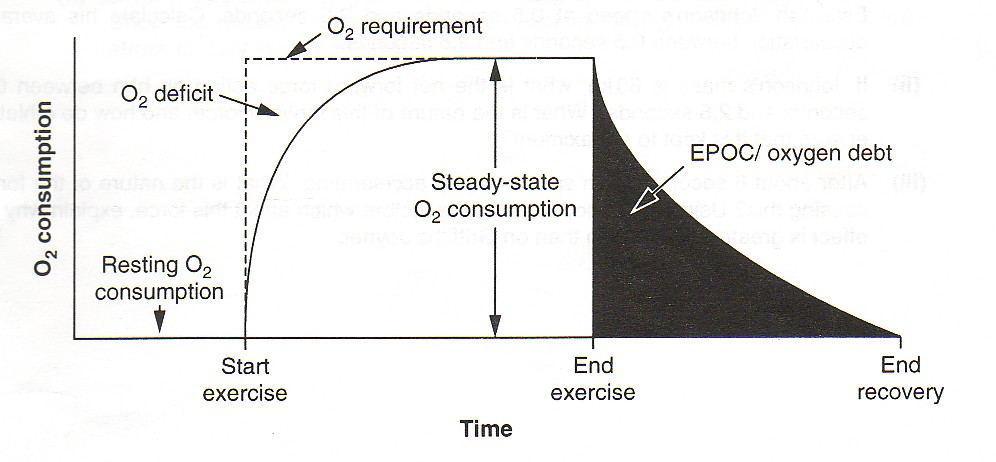 O2 requirement
O2 deficit
EPOC/ oxygen debt
Steady-state
O2 consumption
Resting O2
consumption
O2 consumption
Start
exercise
End
exercise
End
recovery
Time